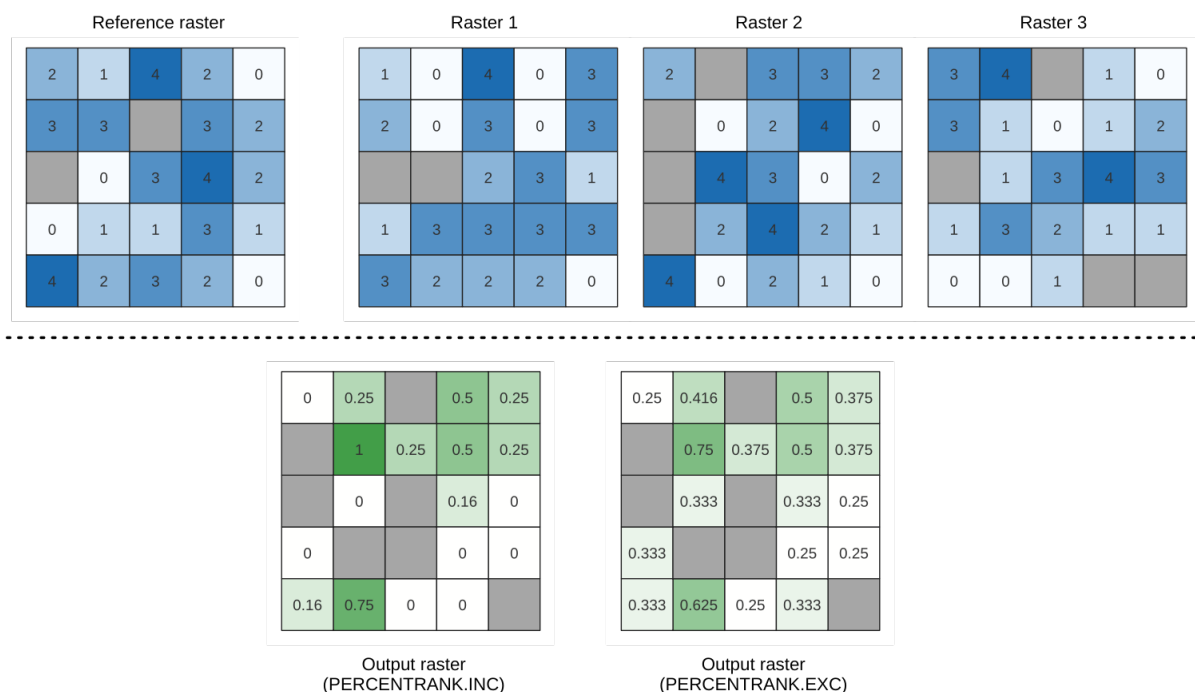 Reference raster Raster 1 Raster 2 Raster 3
2 1 4 2 0 1 0 4 0 3 2 3 3 2 3 4 1 0
3 3 3 2 2 0 3 0 3 0 2 4 0 3 1 0 1 2
0 3 4 2 2 3 1 4 3 0 2 1 3 4 3
0 1 1 3 1 1 3 3 3 3 2 4 2 1 1 3 2 1 1
4 2 3 2 0 3 2 2 2 0 4 0 2 1 0 0 0 1
0 0.25 0.5 0.25 0.25 0.416 0.5 0.375
1 0.25 0.5 0.25 0.75 0.375 0.5 0.375
0 0.16 0 0.333 0.333 0.25
0 0 0 0.333 0.25 0.25
0.16 0.75 0 0 0.333 0.625 0.25 0.333
Output raster Output raster
(PERCENTRANK.INC) (PERCENTRANK.EXC)